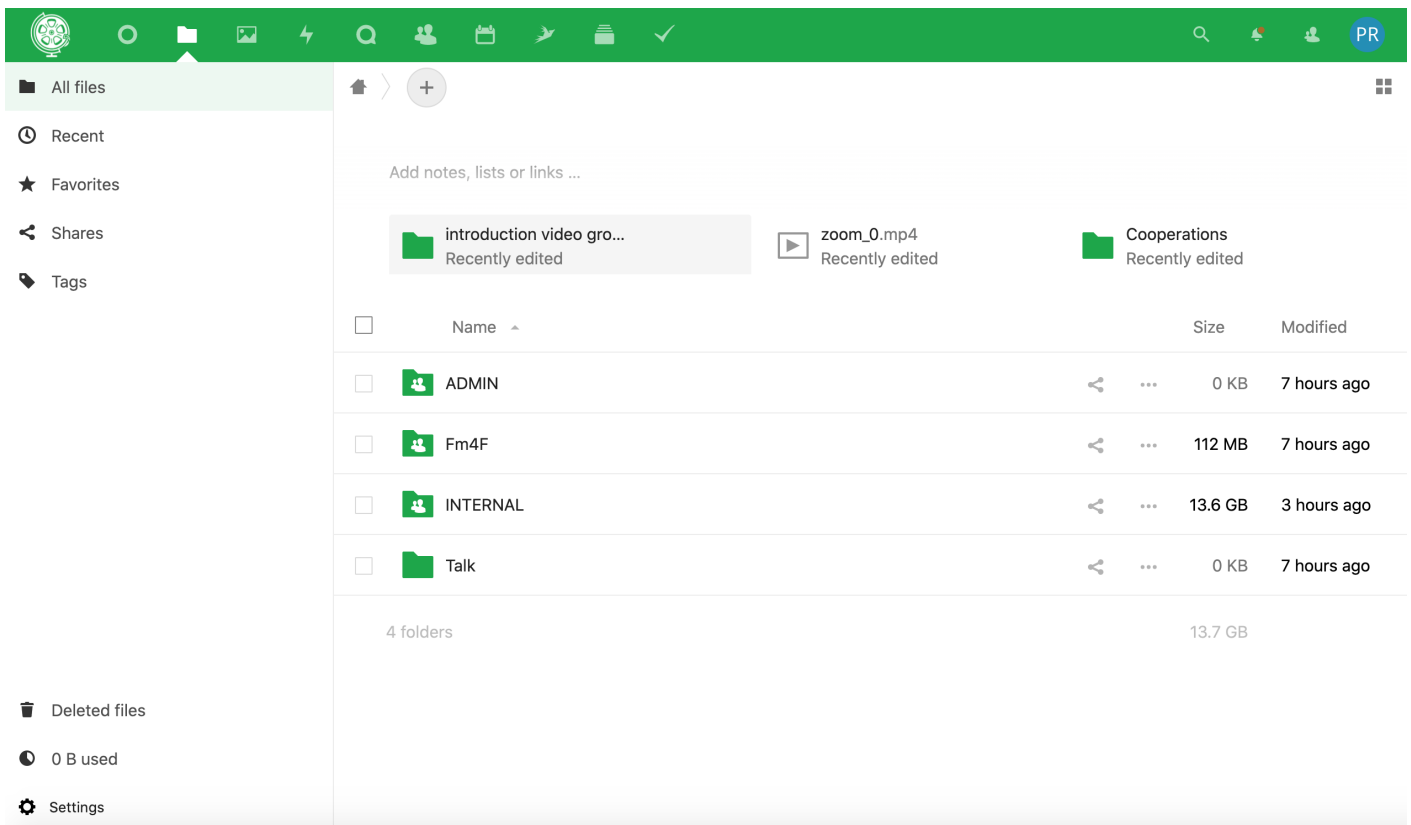 PR
All files
Recent
Favorites
Shares
Tags
Add notes, lists or links ...
introduction video gro...
Recently edited
zoom_0.mp4
Recently edited
Cooperations
Recently edited
Name Size Modified
ADMIN 0 KB 7 hours ago
Fm4F 112 MB 7 hours ago
INTERNAL 13.6 GB 3 hours ago
Talk 0 KB 7 hours ago
4 folders 13.7 GB
Deleted files
0 B used
Settings